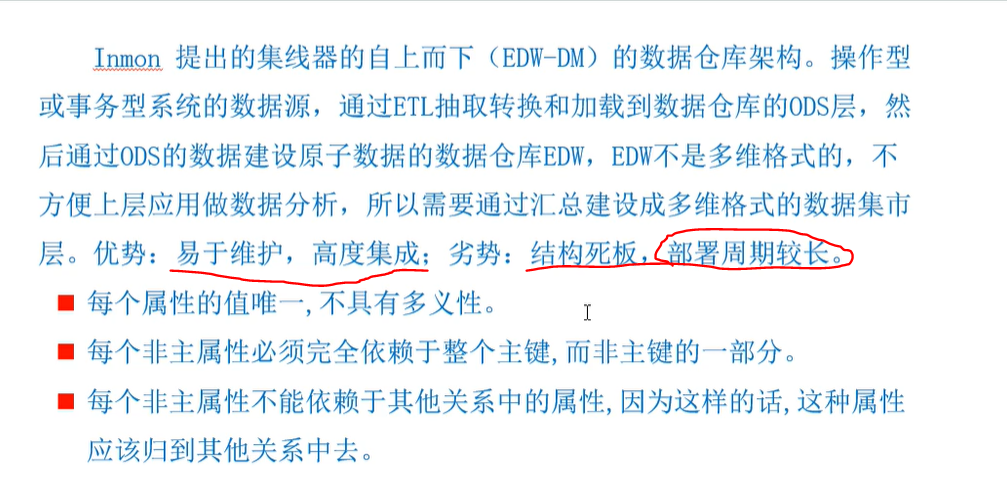 Inmon 提出的集线器的自上而下（EDW-DM）的数据仓库架构。操作型
或事务型系统的数据源，通过ETL抽取转换和加载到数据仓库的ODS层，然
后通过ODS的数据建设原子数据的数据仓库EDW，EDW不是多维格式的，不
方便上层应用做数据分析，所以需要通过汇总建设成多维格式的数据集市
层。优势：易于维护，高度集成；劣势：结构死板，部署周期较长。
每个属性的值唯一,不具有多义性。
每个非主属性必须完全依赖于整个主键,而非主键的一部分。
每个非主属性不能依赖于其他关系中的属性,因为这样的话,这种属性
应该归到其他关系中去。